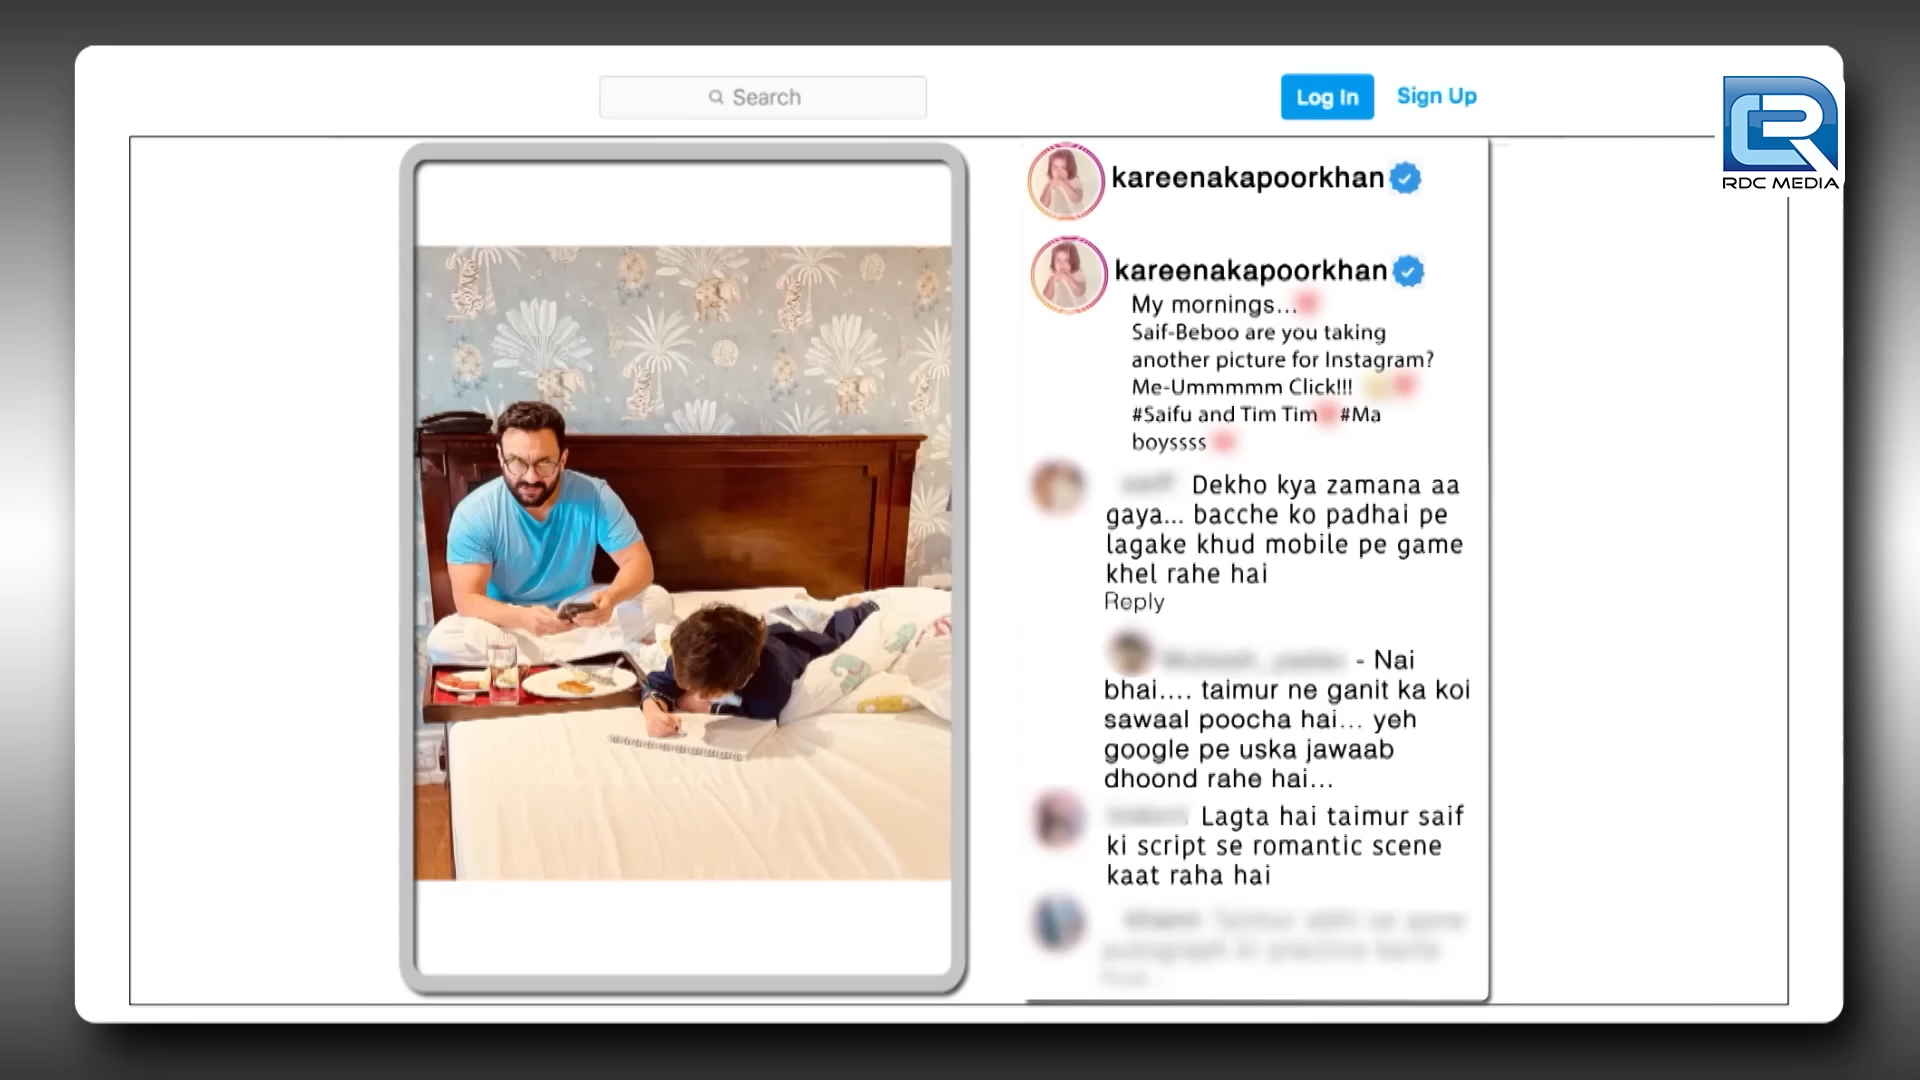 Search
Log In
Sign Up
RDC MEDIA
kareenakapoorkhan
kareenakapoorkhan
My mornings...
Saif-Beboo are you taking
another picture for Instagram?
Me-Ummmmm Click!!!
#Saifu and Tim Tim #Ma
boyssss
Dekho kya zamana aa
gaya... bacche ko padhai pe
lagake khud mobile pe game
khel rahe hai
Reply
- Nai
bhai.... taimur ne ganit ka koi
sawaal poocha hai... yeh
google pe uska jawaab
dhoond rahe hai...
Lagta hai taimur saif
ki script se romantic scene
kaat raha hai